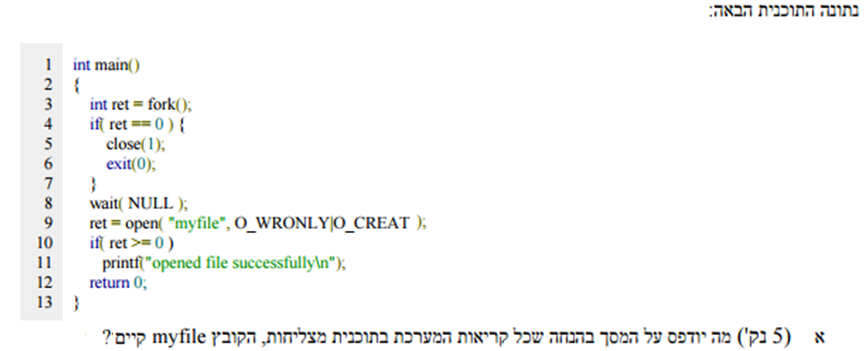 נתונה התוכנית הבאה:
1 int main()
2 {
3 int ret = fork();
4 if( ret == 0 ) {
5 close(1);
6 exit(0);
7 }
8 wait( NULL );
9 ret = open( "myfile", O_WRONLY|O_CREAT );
10 if( ret >= 0 )
11 printf("opened file successfully\n");
12 return 0;
13 }
א (5 נק') מה יודפס על המסך בהנחה שכל קריאות המערכת בתוכנית מצליחות, הקובץ myfile קיים?